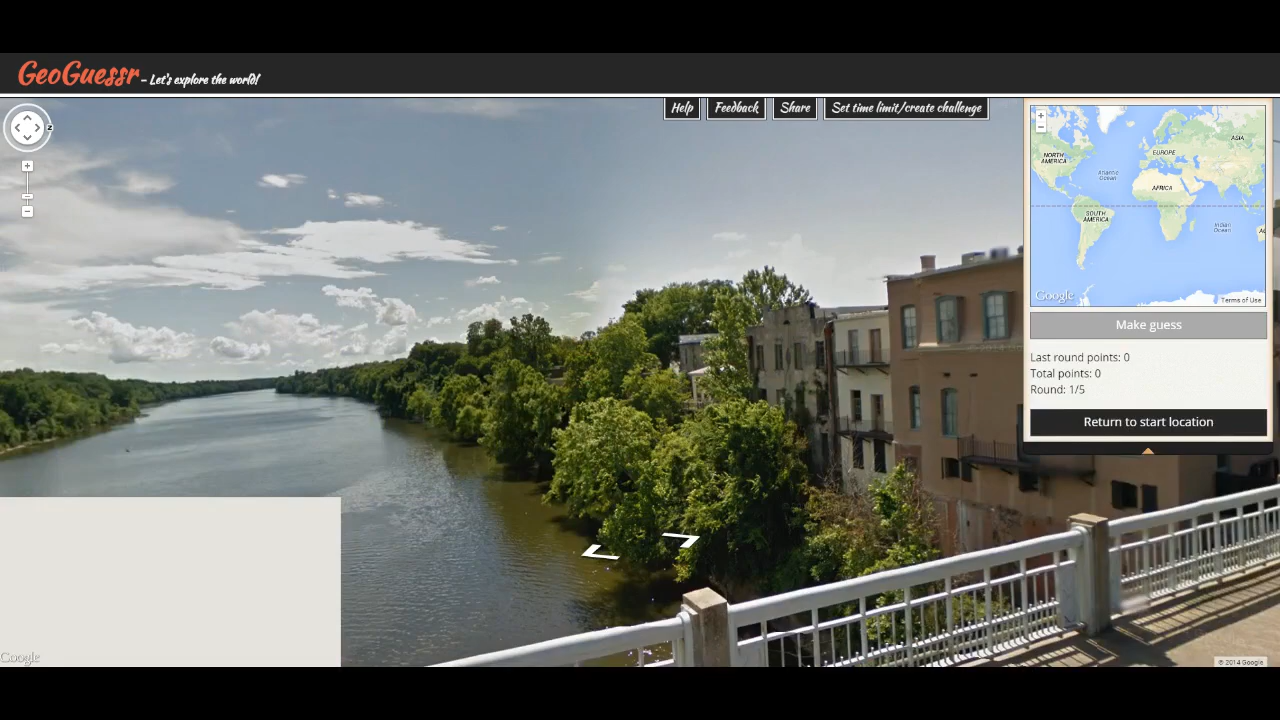 GeoGuessr - Let's explore the world!
Help
Feedback
Share
Set time limit/create challenge
NORTH AMERICA
Atlantic Ocean
EUROPE
ASIA
AFRICA
SOUTH AMERICA
Indian Ocean
Google
Terms of Use
Make guess
Last round points: 0
Total points: 0
Round: 1/5
Return to start location
Google
© 2014 Google